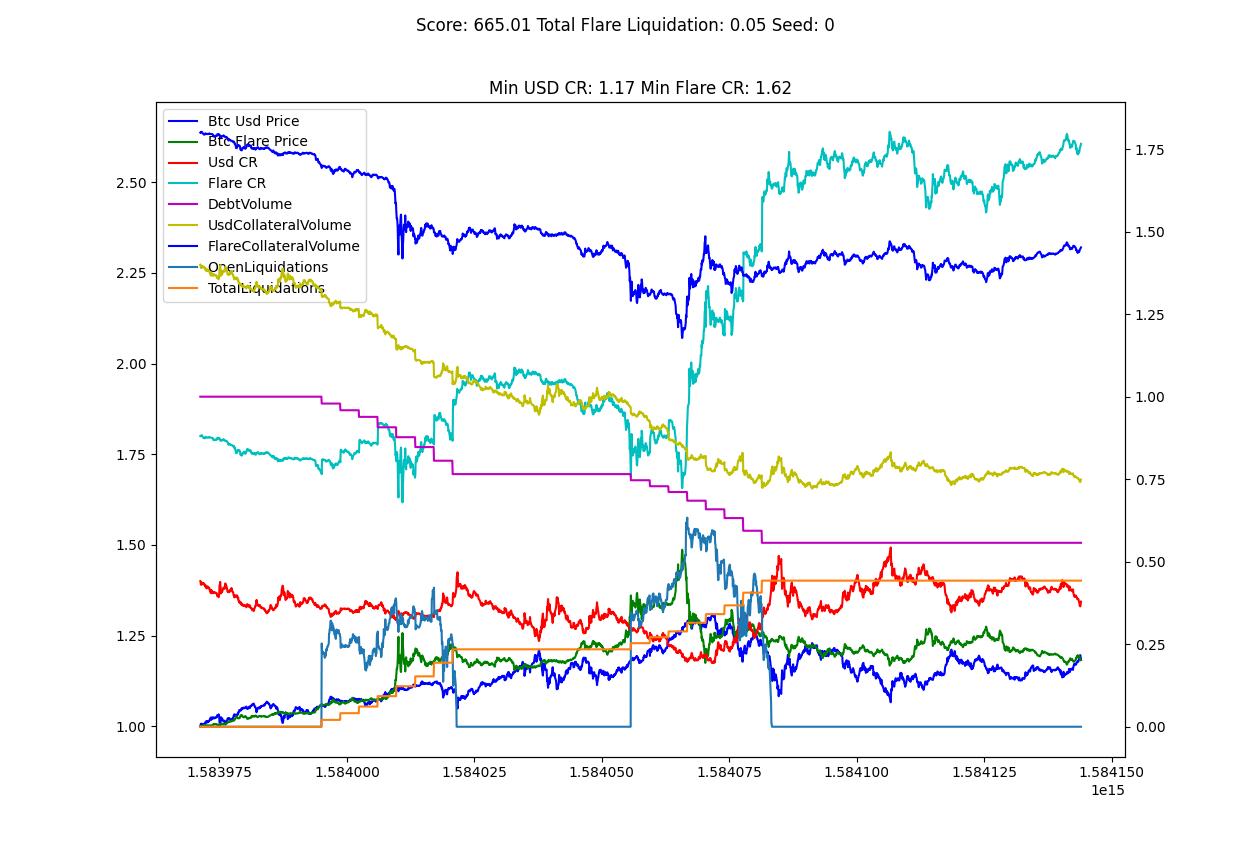 Score: 665.01 Total Flare Liquidation: 0.05 Seed: 0
Min USD CR: 1.17 Min Flare CR: 1.62
Btc Usd Price
Btc Flare Price
Usd CR
Flare CR
DebtVolume
UsdCollateralVolume
FlareCollateralVolume
OpenLiquidations
TotalLiquidations
2.50
2.25
2.00
1.75
1.50
1.25
1.00
1.75
1.50
1.25
1.00
0.75
0.50
0.25
0.00
1.583975 1.584000 1.584025 1.584050 1.584075 1.584100 1.584125 1.584150
1e15